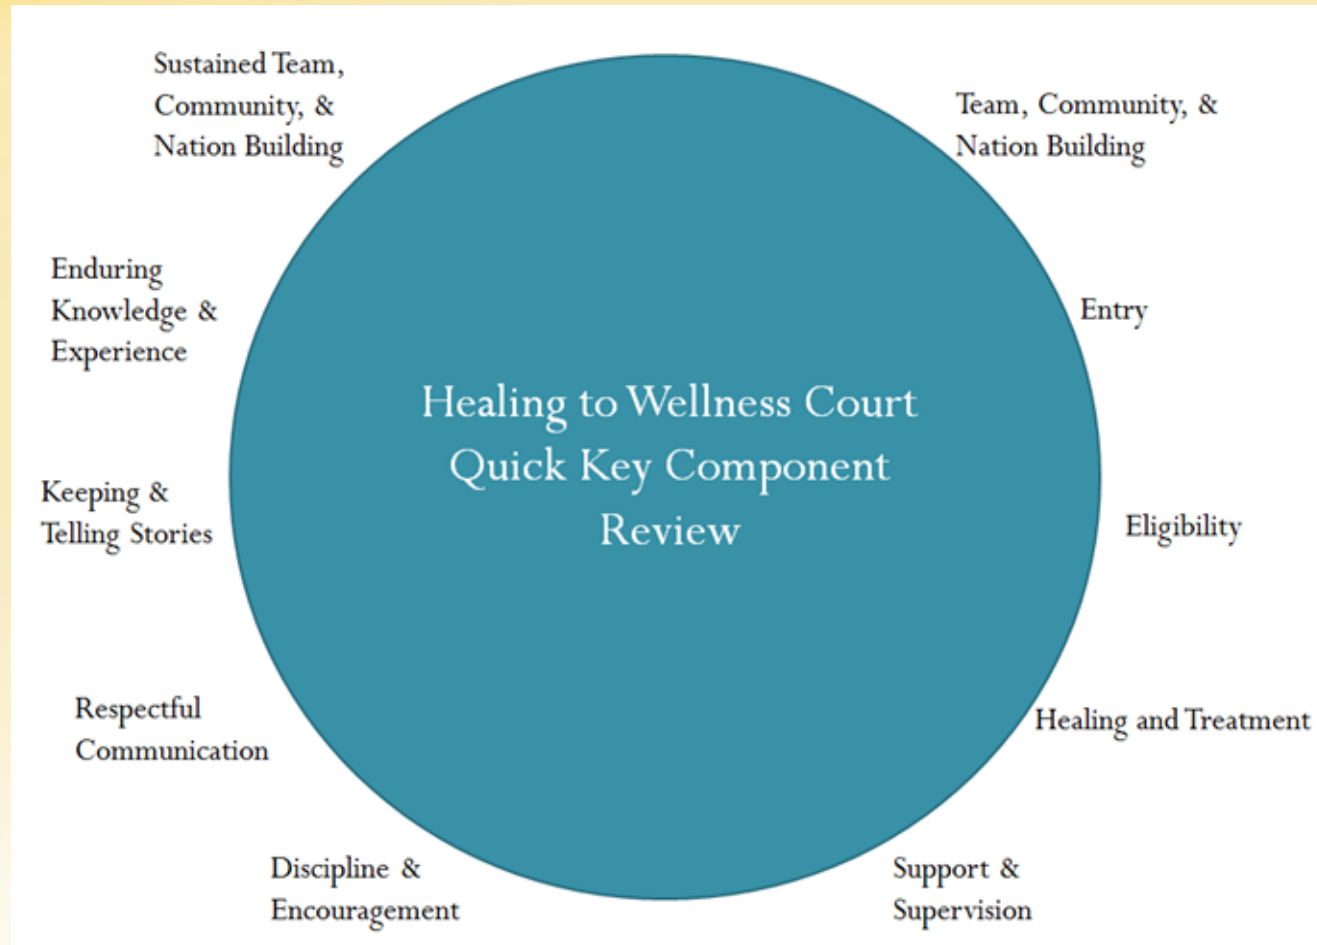 Sustained Team,
Community, &
Nation Building
Team, Community, &
Nation Building
Enduring
Knowledge &
Experience
Entry
Healing to Wellness Court
Quick Key Component
Review
Keeping &
Telling Stories
Eligibility
Respectful
Communication
Healing and Treatment
Discipline &
Encouragement
Support &
Supervision